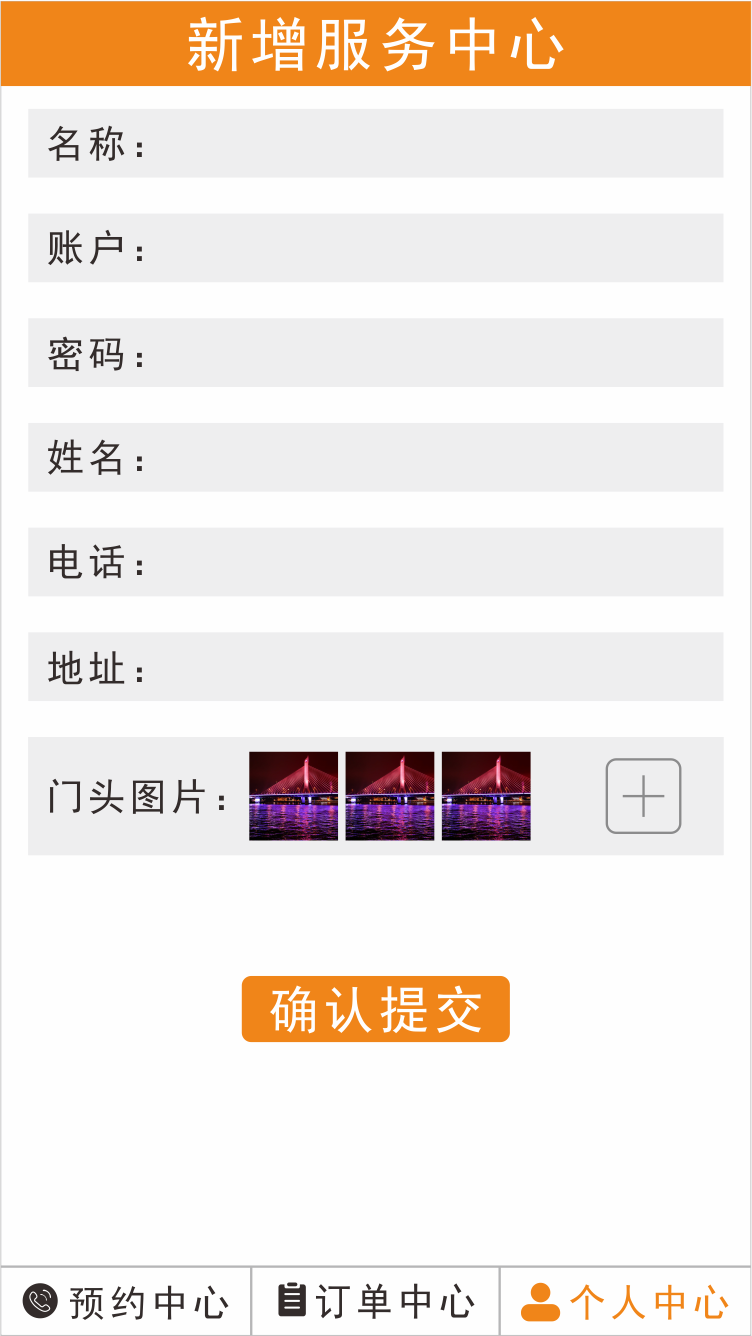 新增服务中心
名称：
账户：
密码：
姓名：
电话：
地址：
门头图片：
确认提交
预约中心 订单中心 个人中心